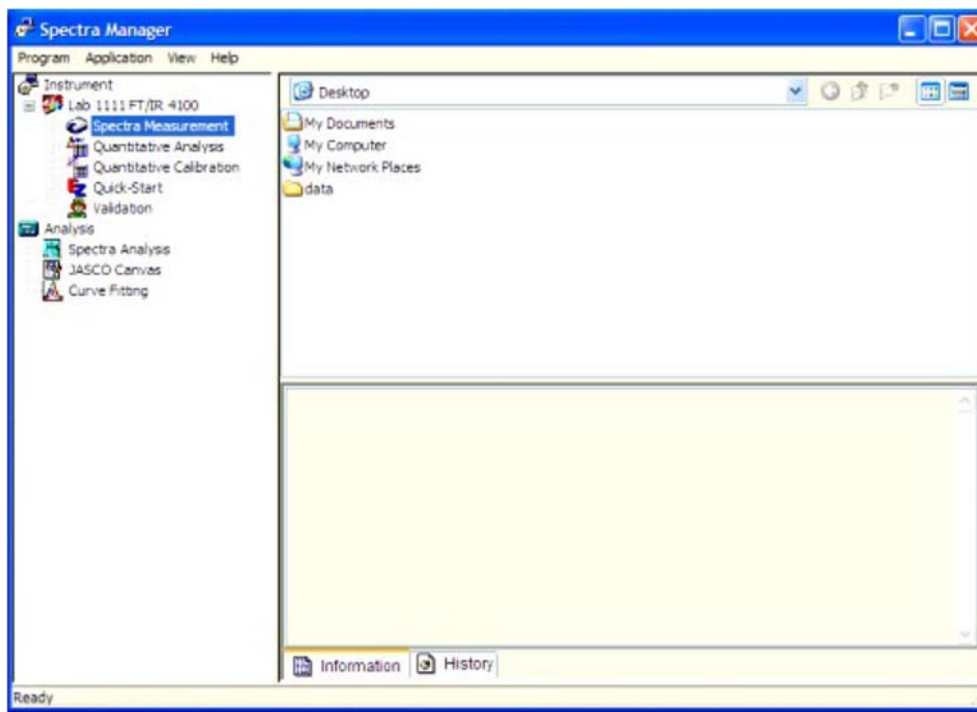 Spectra Manager
Program Application View Help
Instrument
Lab 1111 FT/IR 4100
Spectra Measurement
Quantitative Analysis
Quantitative Calibration
Quick-Start
Validation
Analysis
Spectra Analysis
JASCO Canvas
Curve Fitting
Desktop
My Documents
My Computer
My Network Places
data
Information History
Ready